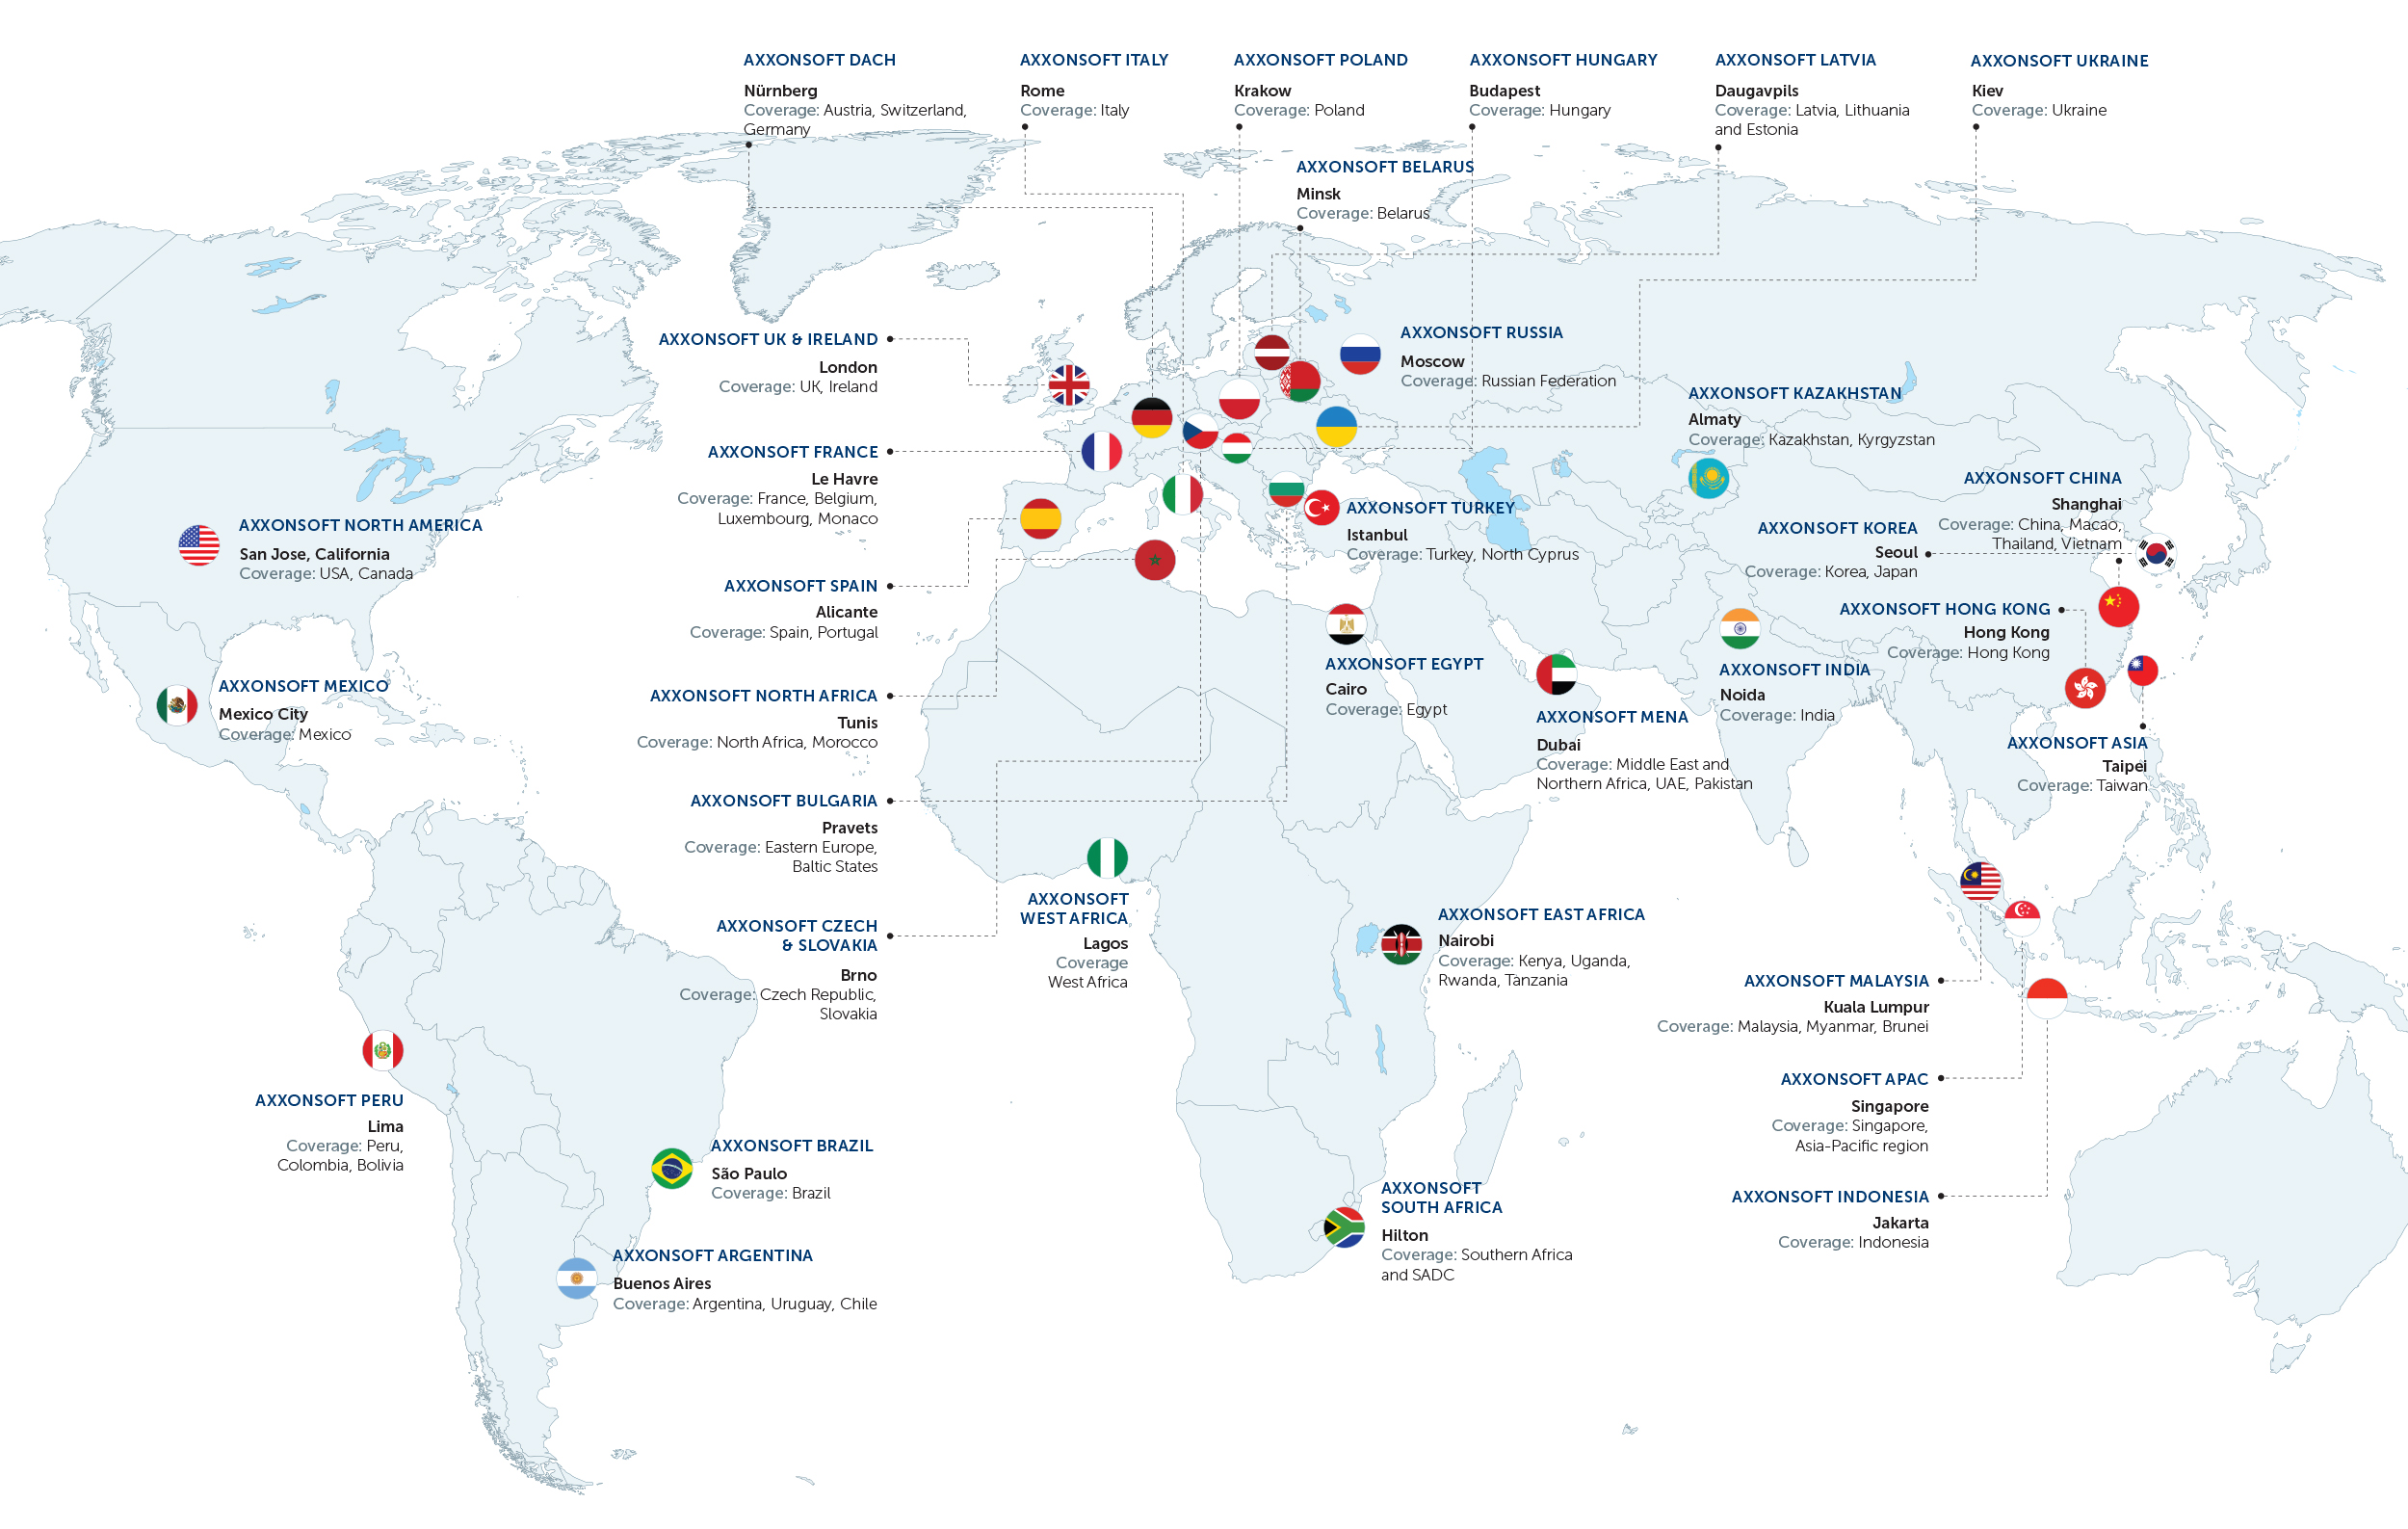 AXXONSOFT DACH
Nürnberg
Coverage: Austria, Switzerland,
Germany
AXXONSOFT ITALY
Rome
Coverage: Italy
AXXONSOFT POLAND
Krakow
Coverage: Poland
AXXONSOFT HUNGARY
Budapest
Coverage: Hungary
AXXONSOFT LATVIA
Daugavpils
Coverage: Latvia, Lithuania
and Estonia
AXXONSOFT UKRAINE
Kiev
Coverage: Ukraine
AXXONSOFT BELARUS
Minsk
Coverage: Belarus
AXXONSOFT UK & IRELAND
London
Coverage: UK, Ireland
AXXONSOFT RUSSIA
Moscow
Coverage: Russian Federation
AXXONSOFT KAZAKHSTAN
Almaty
Coverage: Kazakhstan, Kyrgyzstan
AXXONSOFT FRANCE
Le Havre
Coverage: France, Belgium,
Luxembourg, Monaco
AXXONSOFT CHINA
Shanghai
Coverage: China, Macao,
Thailand, Vietnam
AXXONSOFT NORTH AMERICA
San Jose, California
Coverage: USA, Canada
AXXONSOFT TURKEY
Istanbul
Coverage: Turkey, North Cyprus
AXXONSOFT KOREA
Seoul
Coverage: Korea, Japan
AXXONSOFT SPAIN
Alicante
Coverage: Spain, Portugal
AXXONSOFT HONG KONG
Hong Kong
Coverage: Hong Kong
AXXONSOFT EGYPT
Cairo
Coverage: Egypt
AXXONSOFT INDIA
Noida
Coverage: India
AXXONSOFT MEXICO
Mexico City
Coverage: Mexico
AXXONSOFT NORTH AFRICA
Tunis
Coverage: North Africa, Morocco
AXXONSOFT MENA
Dubai
Coverage: Middle East and
Northern Africa, UAE, Pakistan
AXXONSOFT ASIA
Taipei
Coverage: Taiwan
AXXONSOFT BULGARIA
Pravets
Coverage: Eastern Europe,
Baltic States
AXXONSOFT
WEST AFRICA
Lagos
Coverage
West Africa
AXXONSOFT EAST AFRICA
Nairobi
Coverage: Kenya, Uganda,
Rwanda, Tanzania
AXXONSOFT CZECH
& SLOVAKIA
Brno
Coverage: Czech Republic,
Slovakia
AXXONSOFT MALAYSIA
Kuala Lumpur
Coverage: Malaysia, Myanmar, Brunei
AXXONSOFT APAC
Singapore
Coverage: Singapore,
Asia-Pacific region
AXXONSOFT PERU
Lima
Coverage: Peru,
Colombia, Bolivia
AXXONSOFT BRAZIL
São Paulo
Coverage: Brazil
AXXONSOFT
SOUTH AFRICA
Hilton
Coverage: Southern Africa
and SADC
AXXONSOFT INDONESIA
Jakarta
Coverage: Indonesia
AXXONSOFT ARGENTINA
Buenos Aires
Coverage: Argentina, Uruguay, Chile